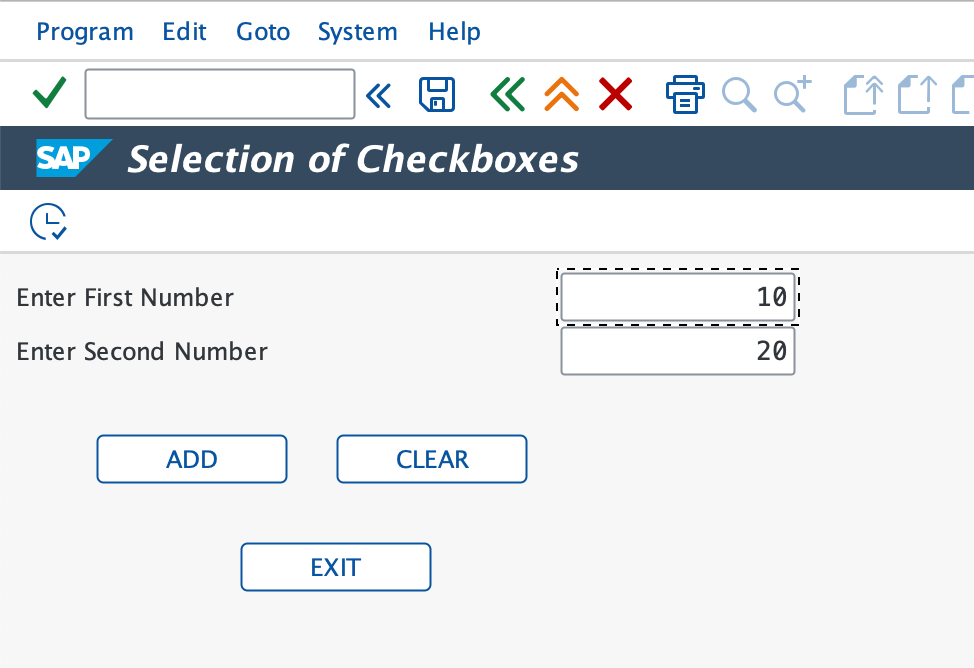 Program Edit Goto System Help
SAP Selection of Checkboxes
Enter First Number 10
Enter Second Number 20
ADD CLEAR
EXIT